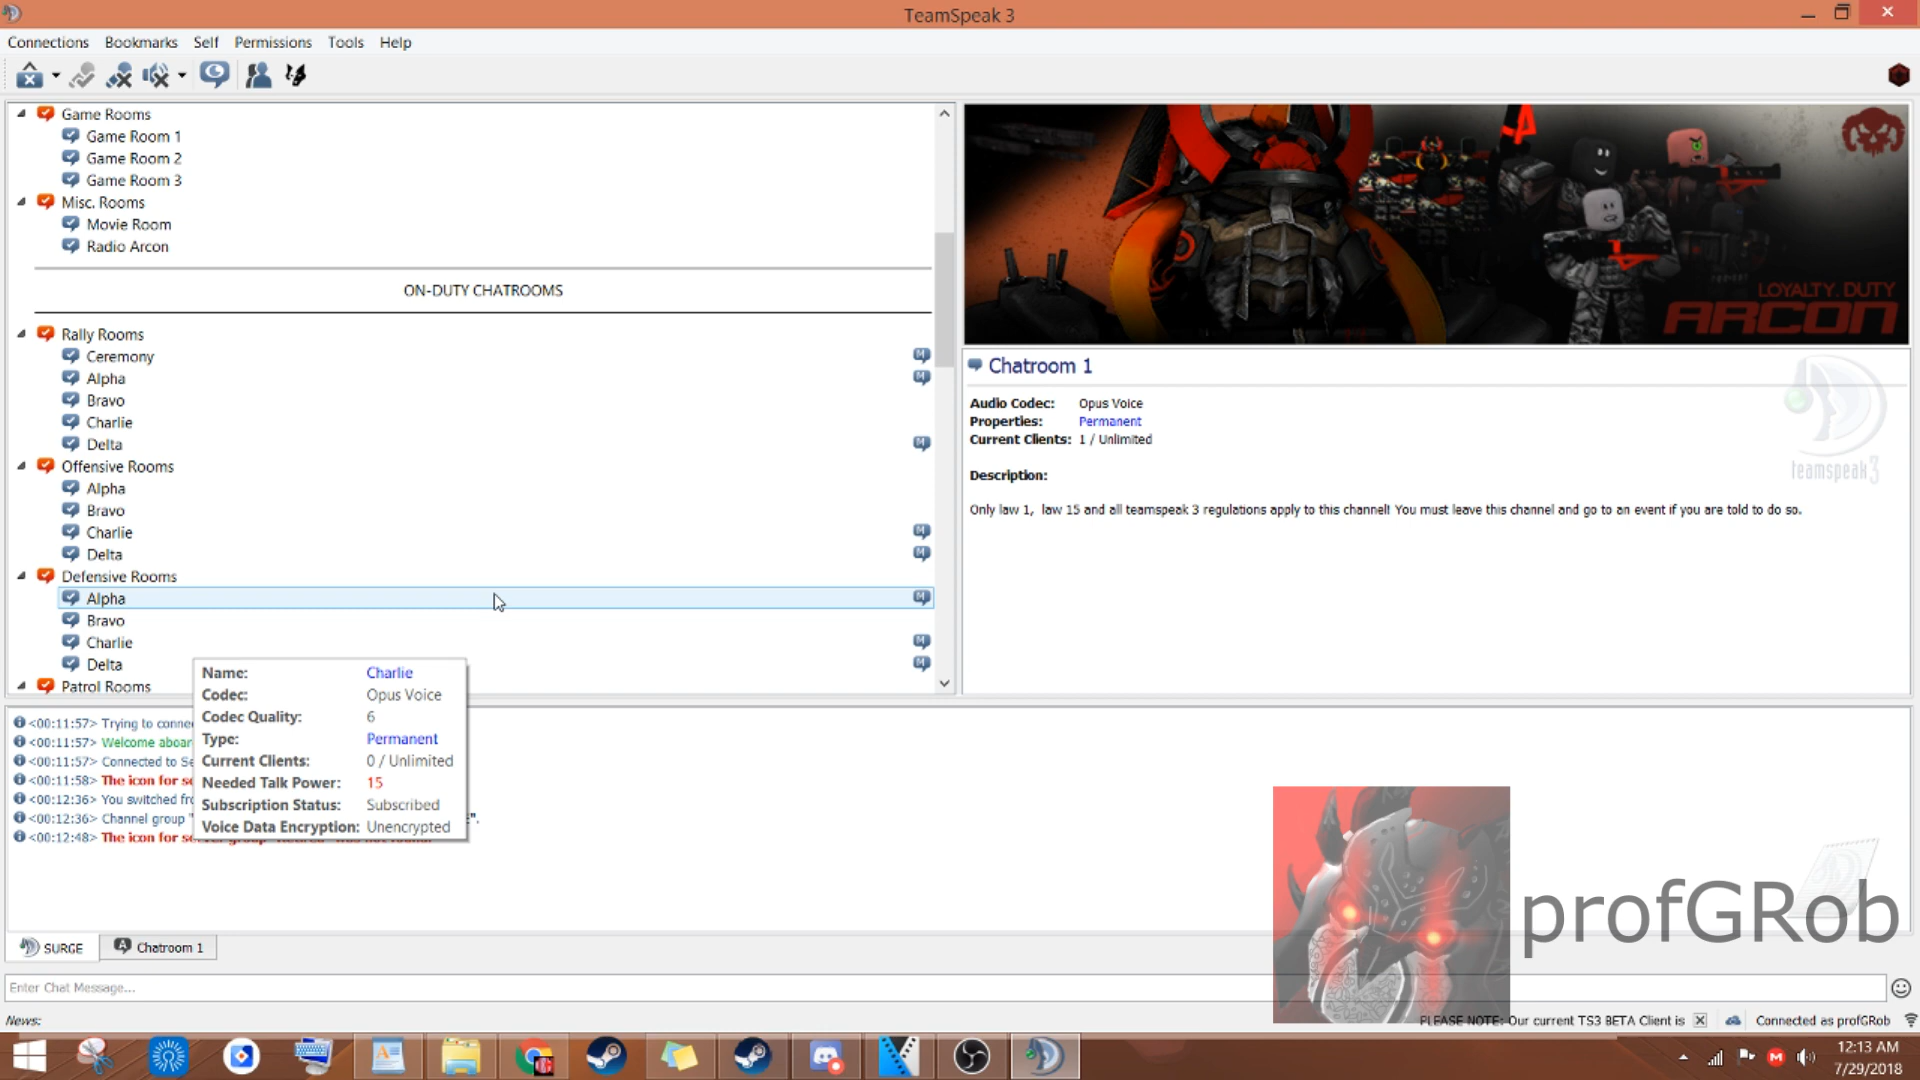 TeamSpeak 3
Connections Bookmarks Self Permissions Tools Help
Game Rooms
Game Room 1
Game Room 2
Game Room 3
Misc. Rooms
Movie Room
Radio Arcon
ON-DUTY CHATROOMS
Rally Rooms
Ceremony
Alpha
Bravo
Charlie
Delta
Offensive Rooms
Alpha
Bravo
Charlie
Delta
Defensive Rooms
Alpha
Bravo
Charlie
Delta
Patrol Rooms
Name: Charlie
Codec: Opus Voice
Codec Quality: 6
Type: Permanent
Current Clients: 0 / Unlimited
Needed Talk Power: 15
Subscription Status: Subscribed
Voice Data Encryption: Unencrypted
LOYALTY. DUTY
ARCON
Chatroom 1
Audio Codec: Opus Voice
Properties: Permanent
Current Clients: 1 / Unlimited
Description:
Only law 1, law 15 and all teamspeak 3 regulations apply to this channel! You must leave this channel and go to an event if you are told to do so.
teamspeak3
<00:11:57> Trying to conne
<00:11:57> Welcome aboar
<00:11:57> Connected to Se
<00:11:58> The icon for se
<00:12:36> You switched fr
<00:12:36> Channel group "
".
<00:12:48> The icon for se
profGRob
SURGE Chatroom 1
Enter Chat Message...
News: PLEASE NOTE: Our current TS3 BETA Client is Connected as profGRob
12:13 AM
7/29/2018